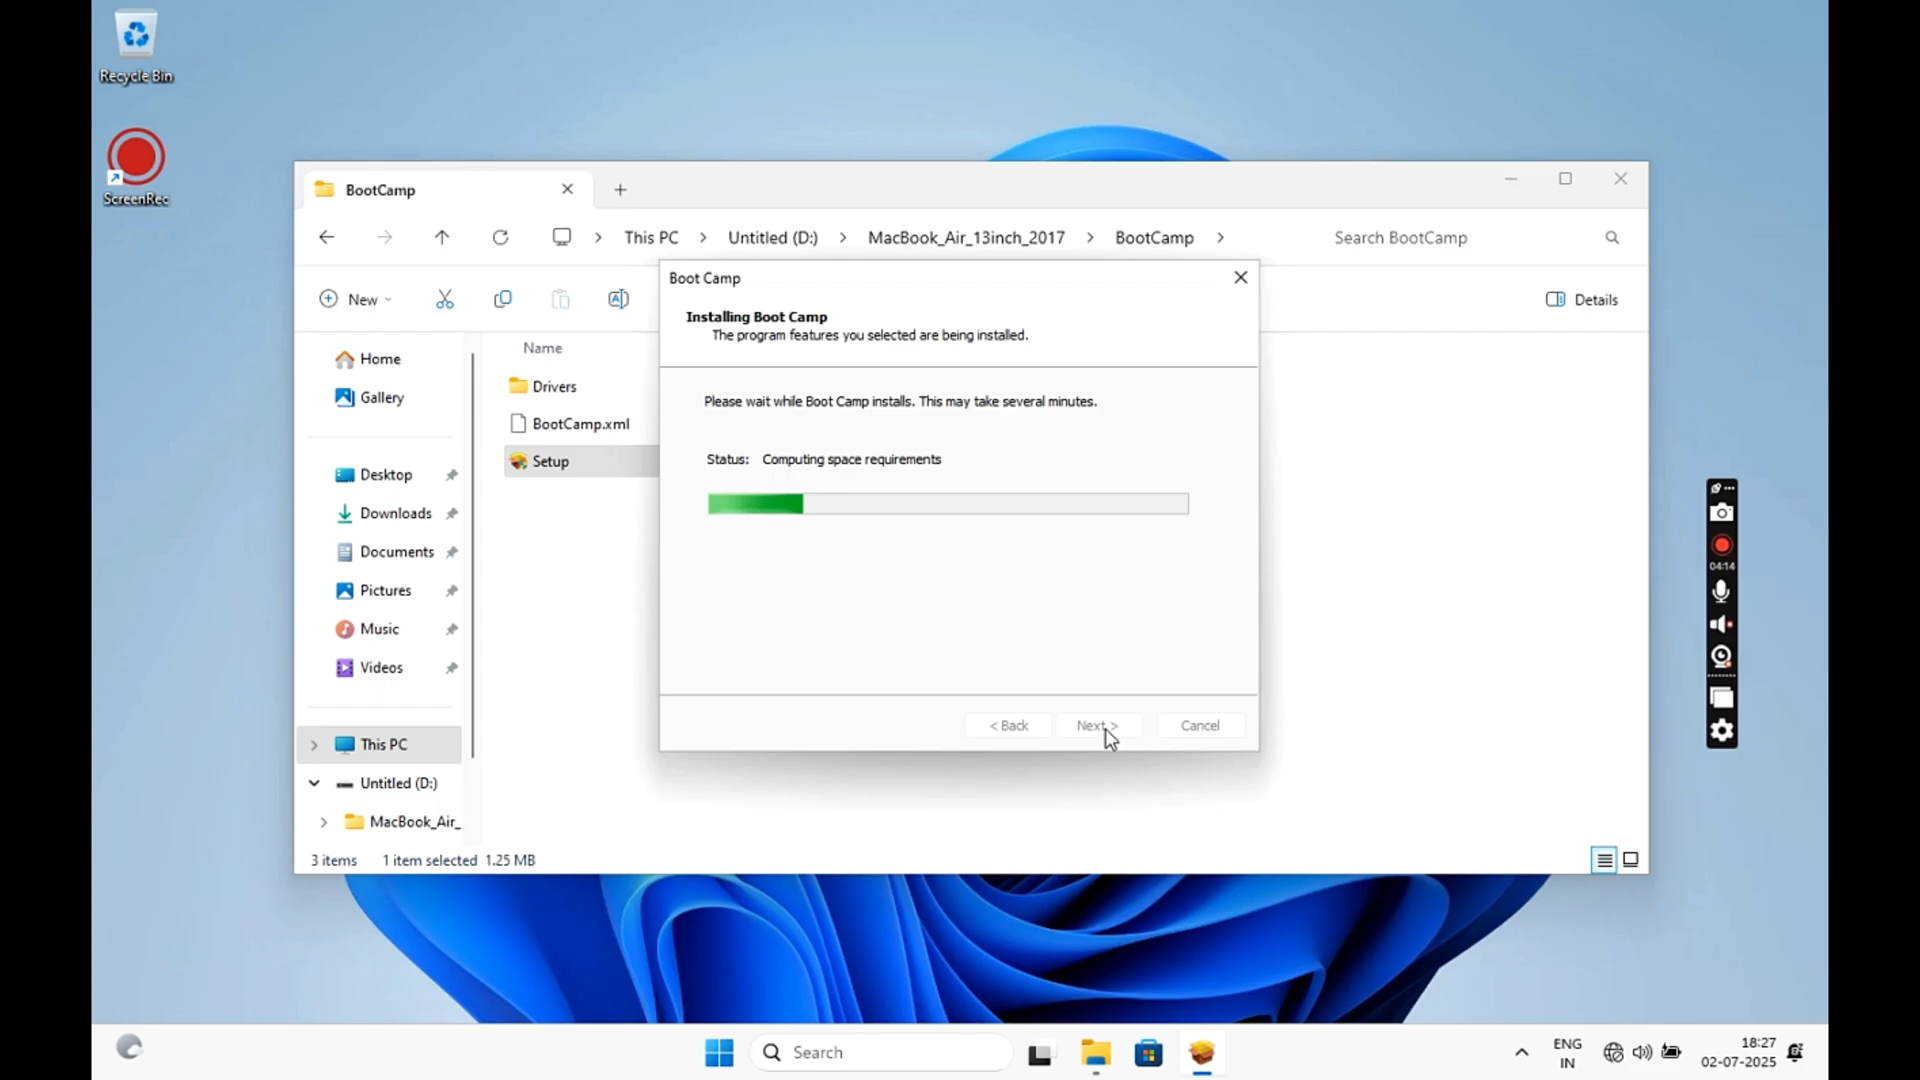 Recycle Bin
ScreenRec
BootCamp
This PC
Untitled (D:)
MacBook_Air_13inch_2017
BootCamp
Search BootCamp
New
Details
Home
Gallery
Desktop
Downloads
Documents
Pictures
Music
Videos
This PC
Untitled (D:)
MacBook_Air_
Name
Drivers
BootCamp.xml
Setup
Boot Camp
Installing Boot Camp
The program features you selected are being installed.
Please wait while Boot Camp installs. This may take several minutes.
Status: Computing space requirements
< Back
Next >
Cancel
3 items 1 item selected 1.25 MB
04:14
Search
ENG
IN
18:27
02-07-2025